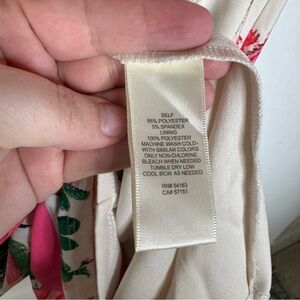 SELF
95% POLYESTER
5% SPANDEX
LINING
100% POLYESTER
MACHINE WASH COLD-
WITH SIMILAR COLORS
ONLY NON-CHLORINE
BLEACH WHEN NEEDED
TUMBLE DRY LOW
COOL IRON AS NEEDED
RN# 54163
CA# 57151